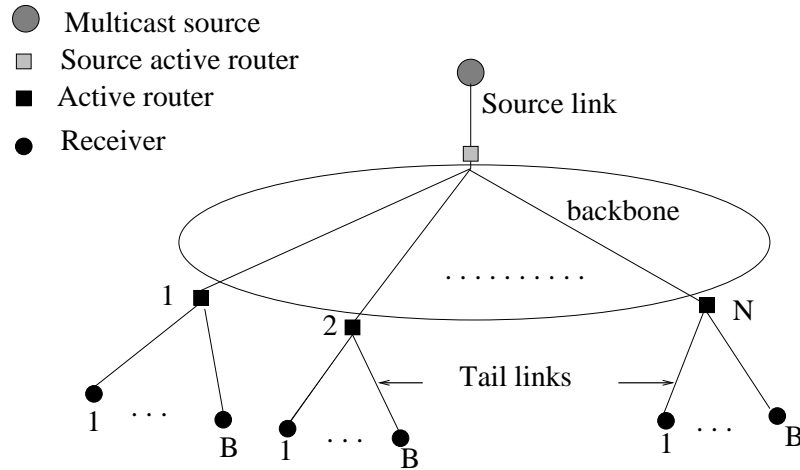 Multicast source
Source active router
Active router
Receiver
Source link
backbone
. . . . . . . . . .
1
2
N
Tail links
1 . . . B
1 . . . B
1 . . . B